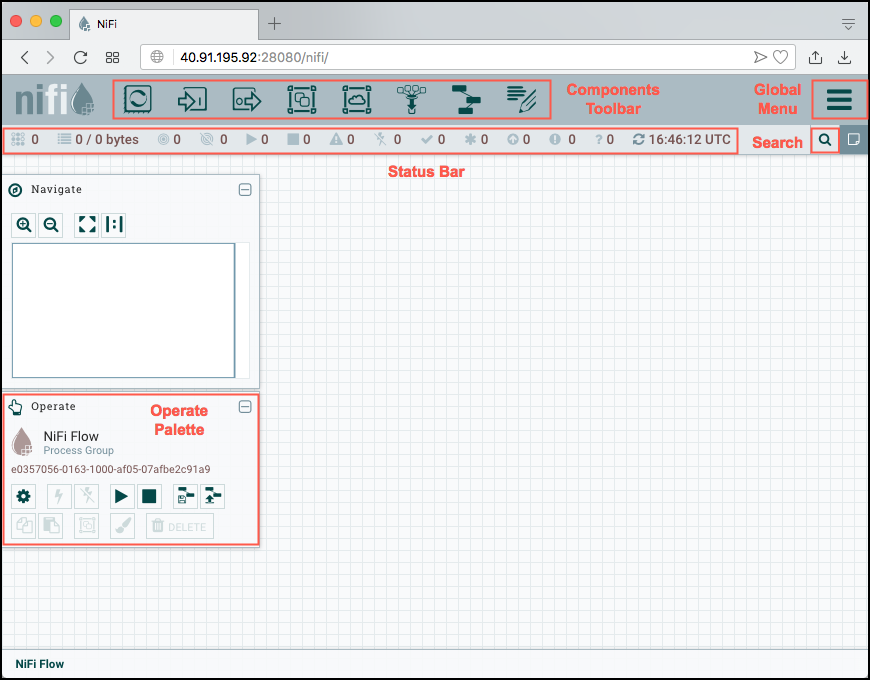 NiFi
40.91.195.92:28080/nifi/
nifi
Components
Toolbar
Global
Menu
0 0 / 0 bytes 0 0 0 0 0 0 0 0 0 0 ? 0 16:46:12 UTC
Search
Status Bar
Navigate
Operate
Operate
Palette
NiFi Flow
Process Group
e0357056-0163-1000-af05-07afbe2c91a9
DELETE
NiFi Flow